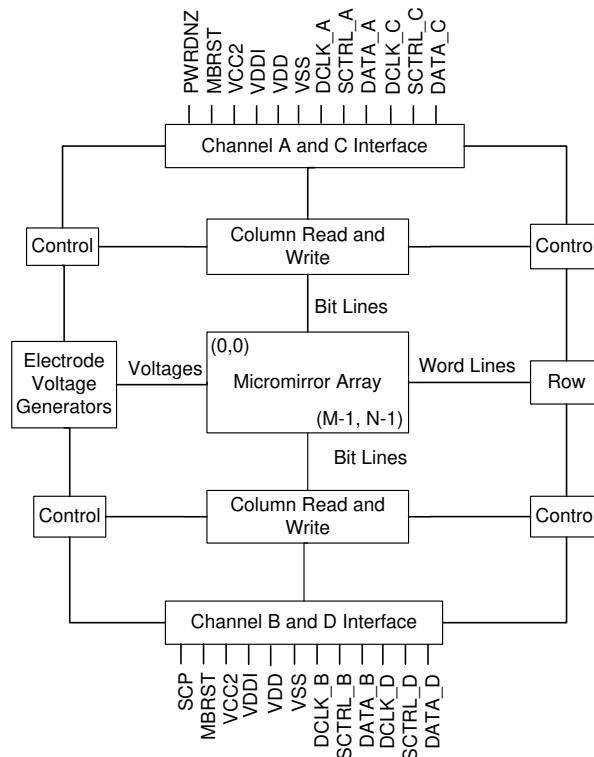 PWRDNZ
MBRST
VCC2
VDDI
VDD
VSS
DCLK_A
SCTRL_A
DATA_A
DCLK_C
SCTRL_C
DATA_C
Channel A and C Interface
Control
Column Read and
Write
Control
Bit Lines
(0,0)
Electrode
Voltage
Generators
Voltages
Micromirror Array
Word Lines
Row
(M-1, N-1)
Bit Lines
Control
Column Read and
Write
Control
Channel B and D Interface
SCP
MBRST
VCC2
VDDI
VDD
VSS
DCLK_B
SCTRL_B
DATA_B
DCLK_D
SCTRL_D
DATA_D